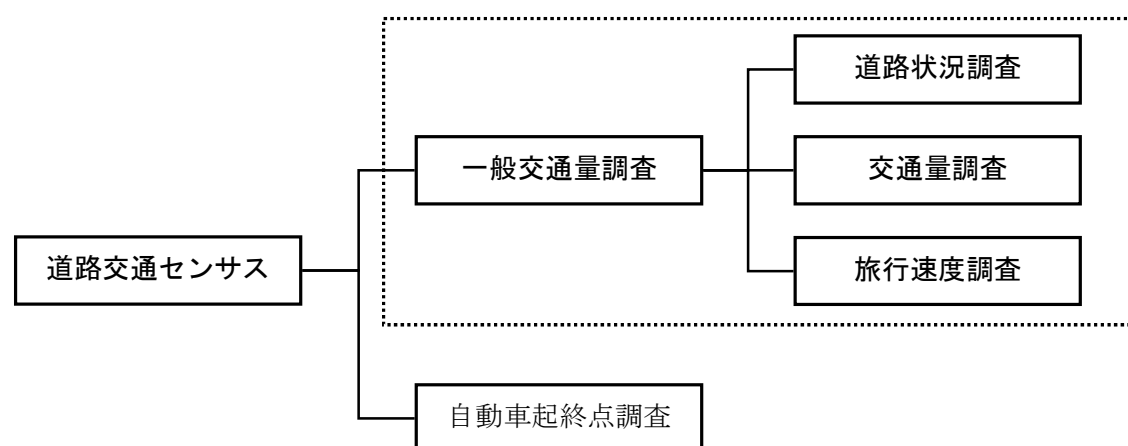 道路状況調査
一般交通量調査
交通量調査
道路交通センサス
旅行速度調査
自動車起終点調査